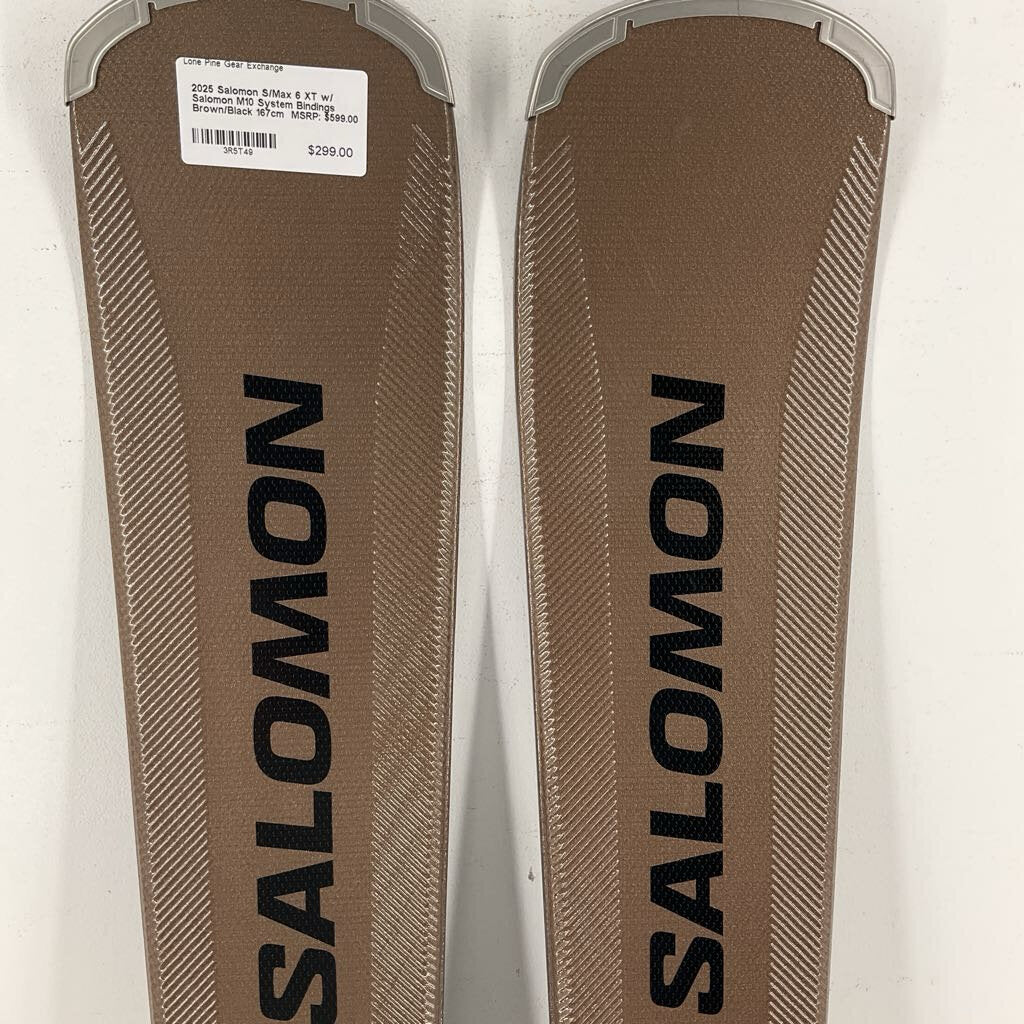 Lone Pine Gear Exchange
2025 Salomon S/Max 6 XT w/
Salomon M10 System Bindings
Brown/Black 167cm MSRP: $599.00
3R5T49
$299.00
SALOMON
SALOMON